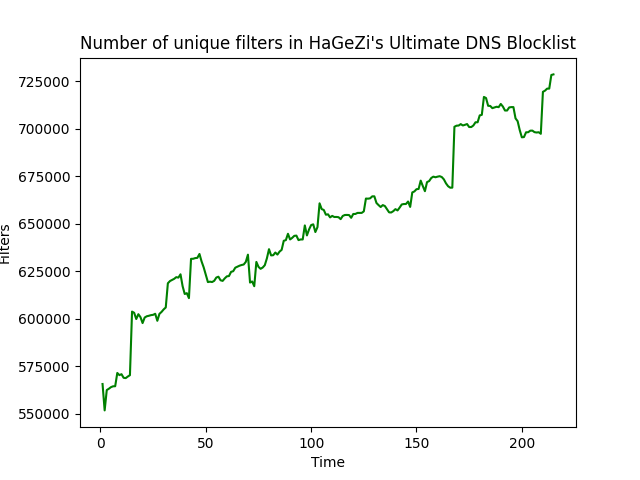 Number of unique filters in HaGeZi's Ultimate DNS Blocklist
725000
700000
675000
650000
625000
600000
575000
550000
Filters
0 50 100 150 200
Time